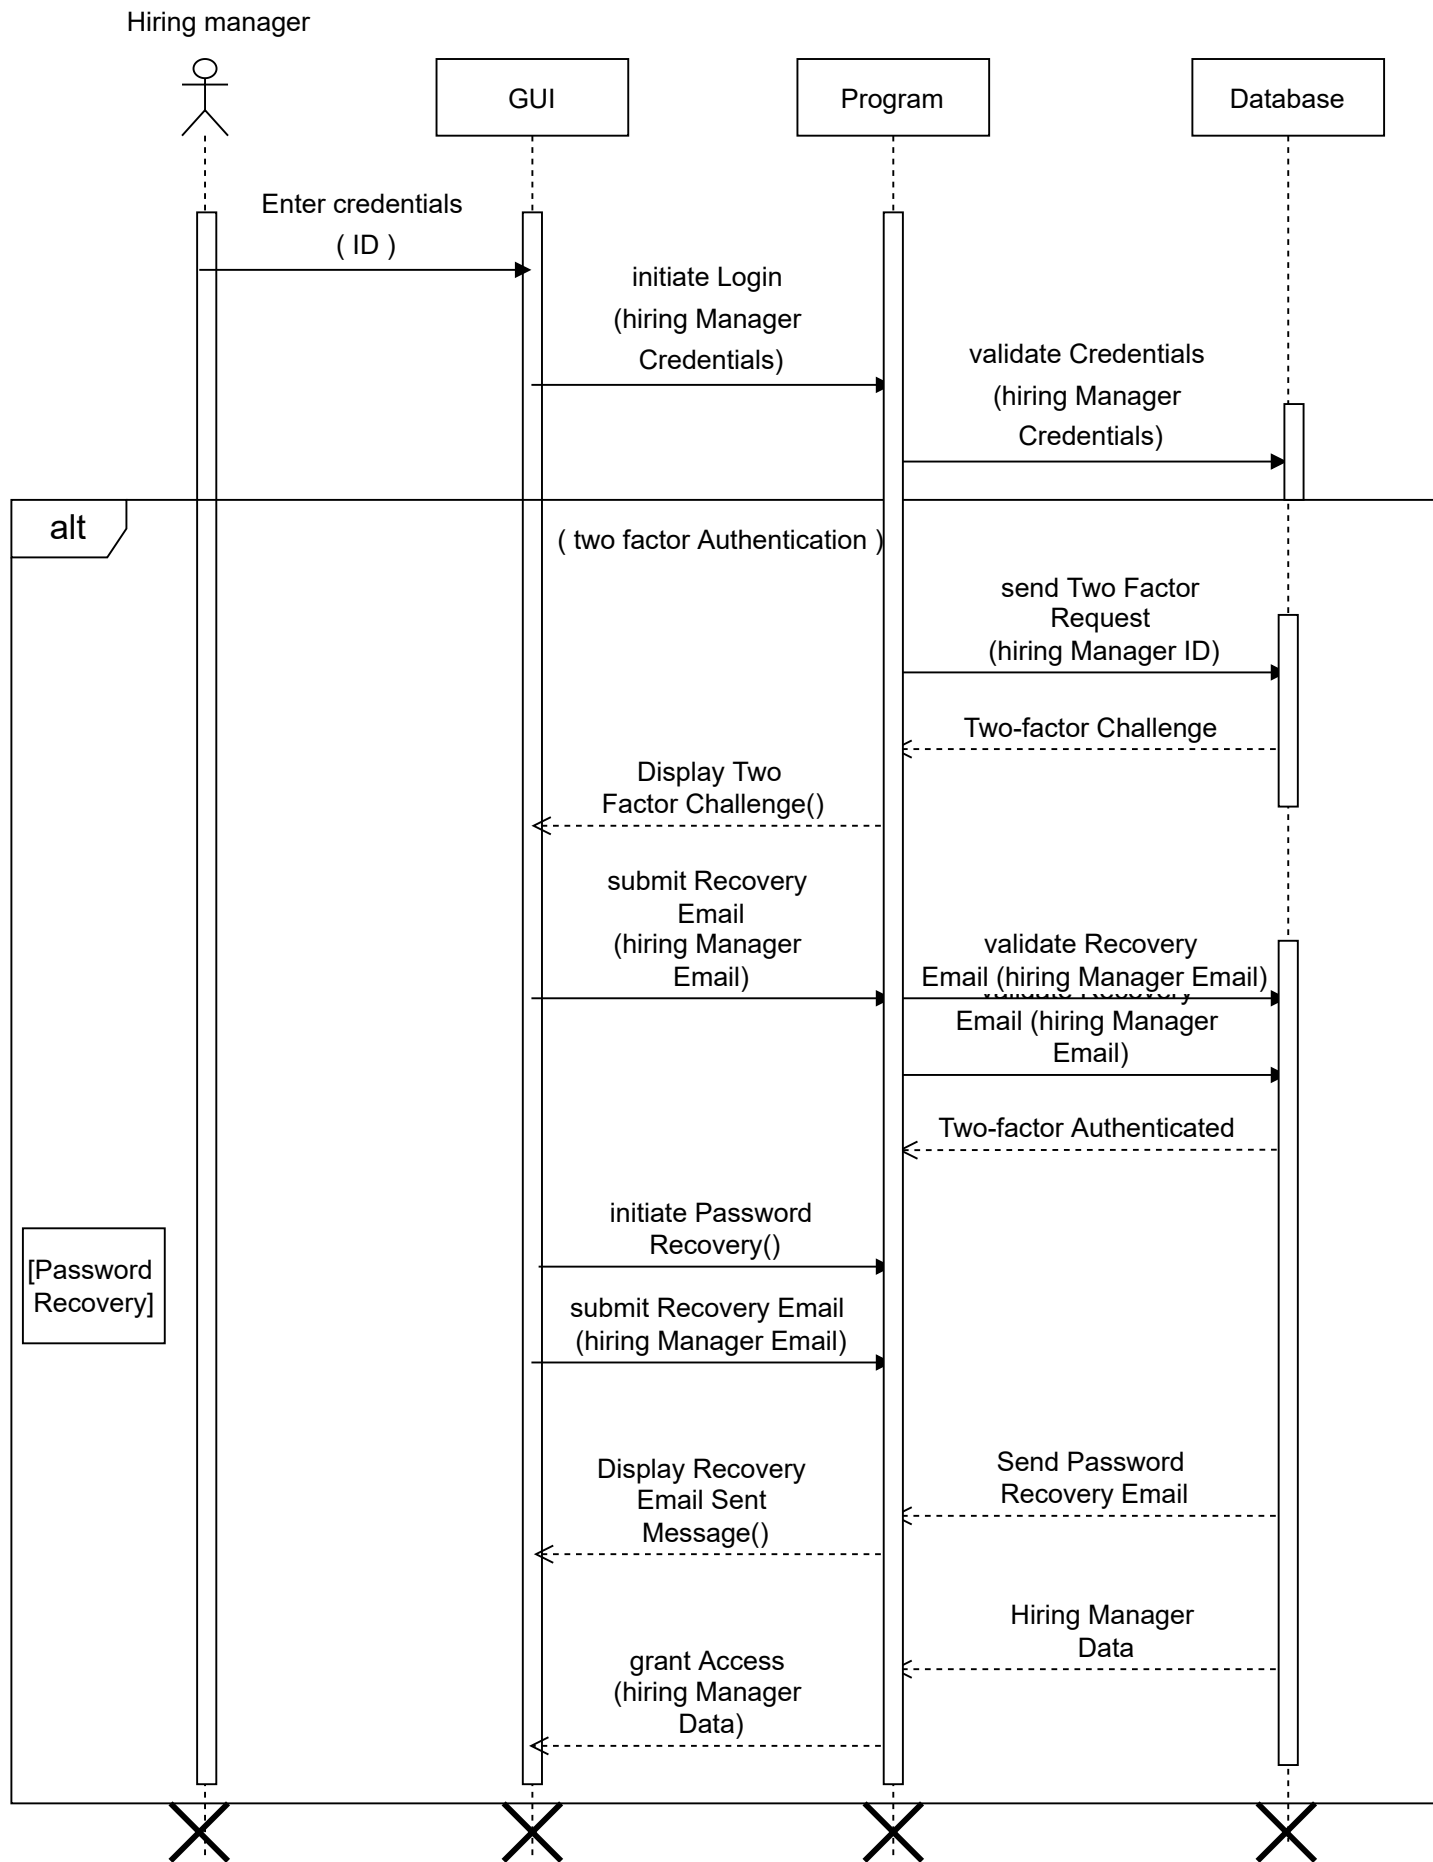 Hiring manager
GUI
Program
Database
Enter credentials
( ID )
initiate Login
(hiring Manager
Credentials)
validate Credentials
(hiring Manager
Credentials)
alt
( two factor Authentication )
send Two Factor
Request
(hiring Manager ID)
Two-factor Challenge
Display Two
Factor Challenge()
submit Recovery
Email
(hiring Manager
Email)
validate Recovery
Email (hiring Manager Email)
validate Recovery
Email (hiring Manager
Email)
Two-factor Authenticated
initiate Password
Recovery()
[Password
Recovery]
submit Recovery Email
(hiring Manager Email)
Send Password
Recovery Email
Display Recovery
Email Sent
Message()
Hiring Manager
Data
grant Access
(hiring Manager
Data)